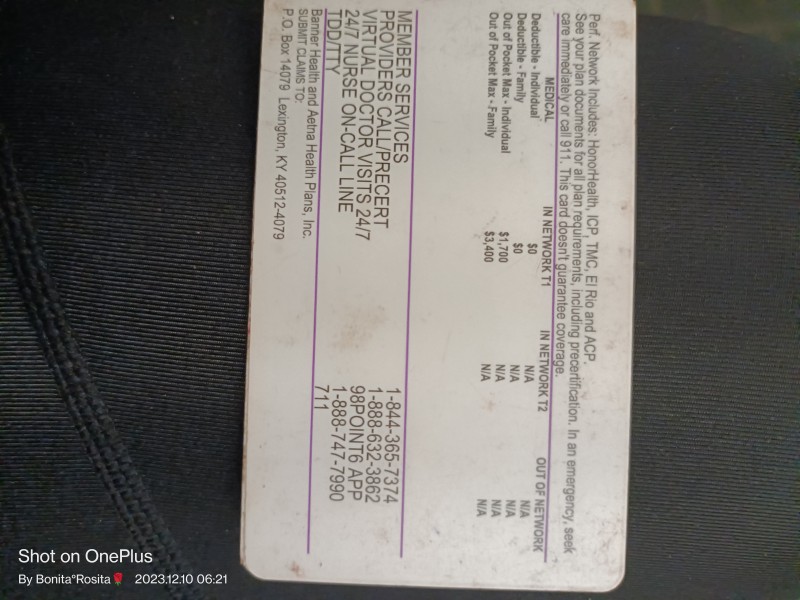 Perf. Network Includes: HonorHealth, ICP, TMC, El Rio and ACP.
See your plan documents for all plan requirements, including precertification. In an emergency, seek
care immediately or call 911. This card doesn't guarantee coverage.
MEDICAL IN NETWORK T1 IN NETWORK T2 OUT OF NETWORK
Deductible - Individual $0 N/A N/A
Deductible - Family $0 N/A N/A
Out of Pocket Max - Individual $1,700 N/A N/A
Out of Pocket Max - Family $3,400 N/A N/A
MEMBER SERVICES 1-844-365-7374
PROVIDERS CALL/PRECERT 1-888-632-3862
VIRTUAL DOCTOR VISITS 24/7 98POINT6 APP
24/7 NURSE ON-CALL LINE 1-888-747-7990
TDD/TTY 711
Banner Health and Aetna Health Plans, Inc.
SUBMIT CLAIMS TO:
P.O. Box 14079 Lexington, KY 40512-4079
Shot on OnePlus
By Bonita°Rosita🌹 2023.12.10 06:21